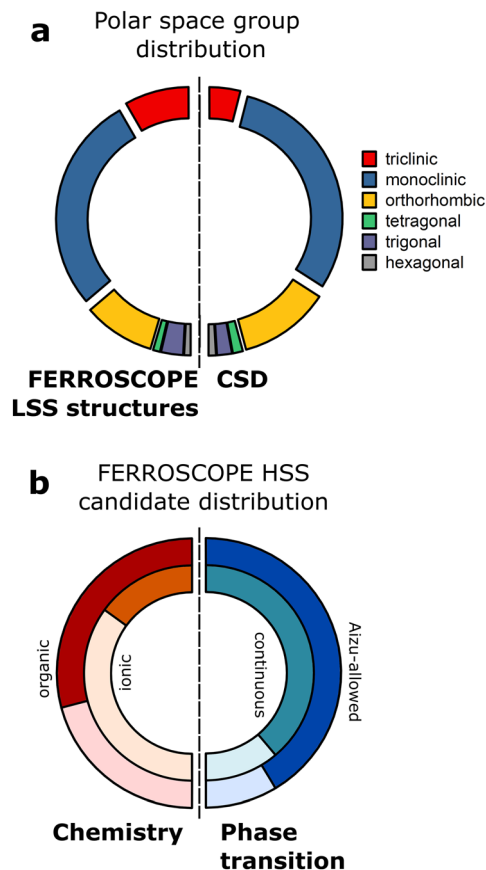 a
Polar space group
distribution
triclinic
monoclinic
orthorhombic
tetragonal
trigonal
hexagonal
FERROSCOPE
LSS structures
CSD
b
FERROSCOPE HSS
candidate distribution
organic
ionic
continuous
Aizu-allowed
Chemistry
Phase
transition